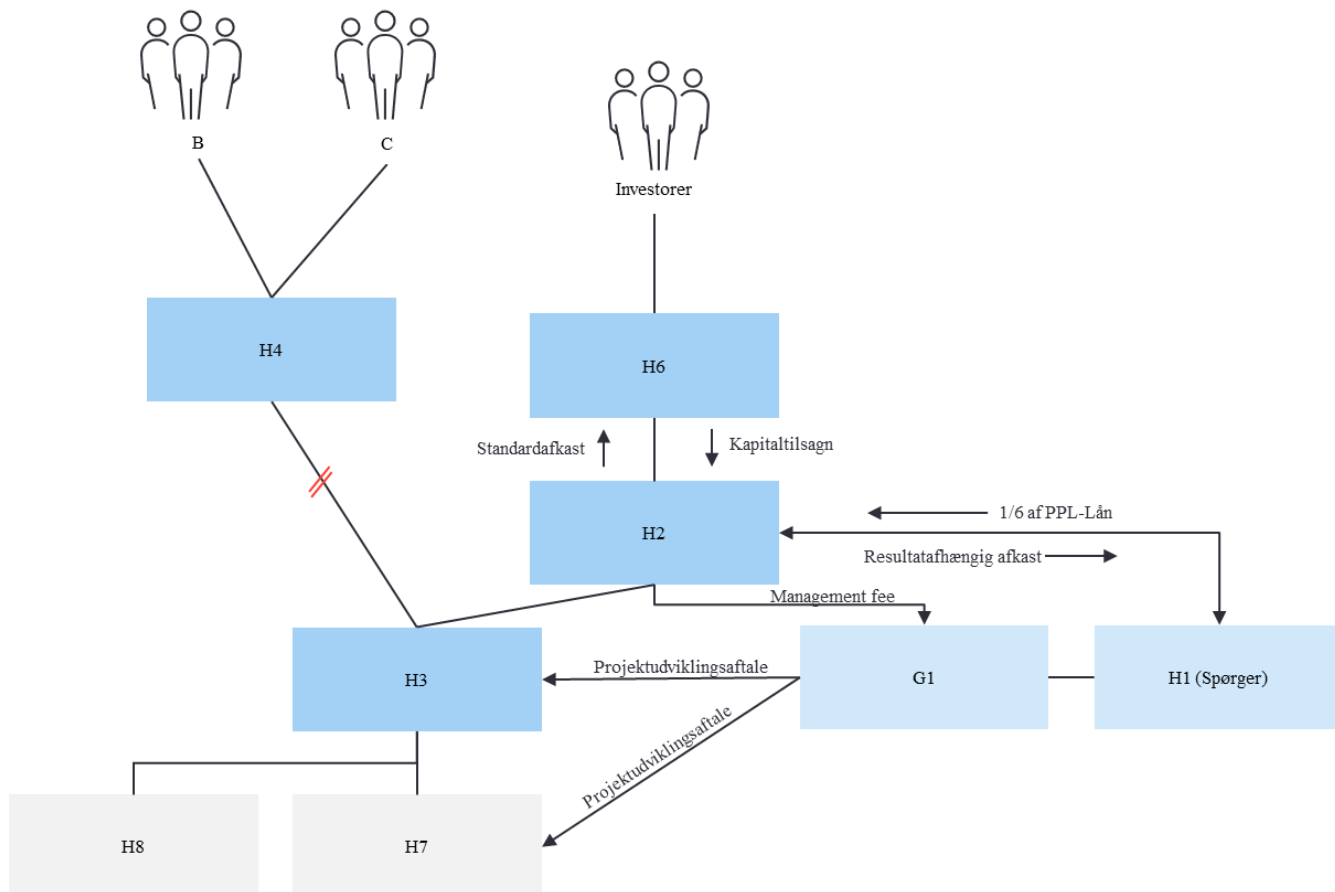 B
C
Investorer
H4
H6
Standardafkast
Kapitaltilsagn
H2
1/6 af PPL-Lån
Resultatafhængig afkast
Management fee
H3
Projektudviklingsaftale
G1
H1 (Spørger)
Projektudviklingsaftale
H8
H7